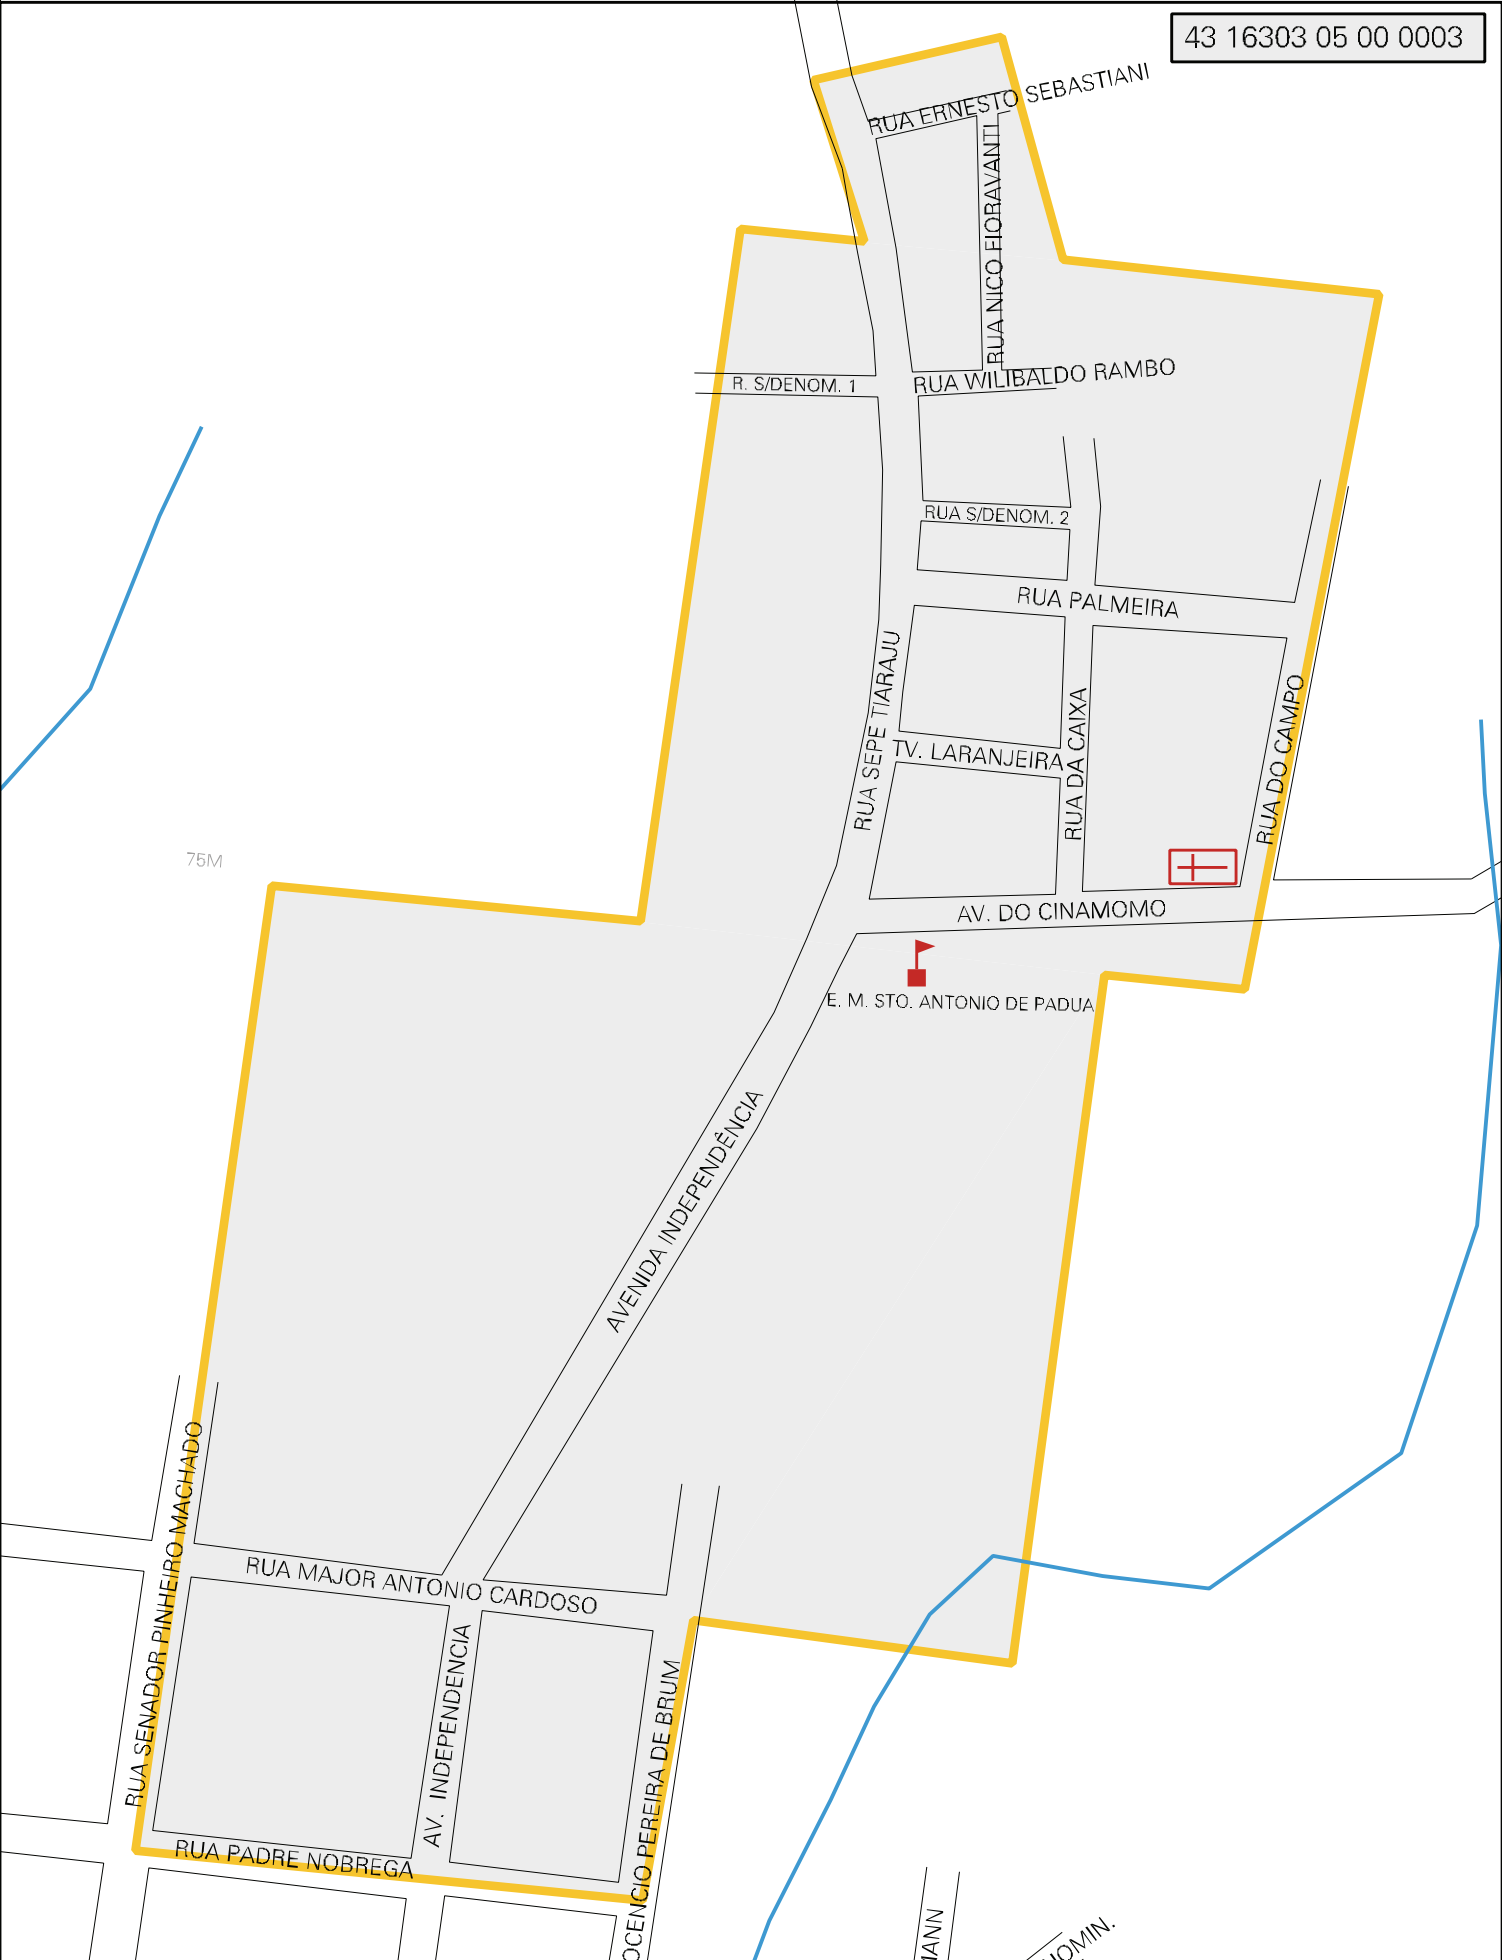 43 16303 05 00 0003
RUA ERNESTO SEBASTIANI
RUA NICO FIORAVANTI
RUA WILIBALDO RAMBO
R. S/DENOM. 1
RUA S/DENOM. 2
RUA PALMEIRA
RUA SEPE TIARAJU
TV. LARANJEIRA
RUA DA CAIXA
RUA DO CAMPO
75M
AV. DO CINAMOMO
E. M. STO. ANTONIO DE PADUA
AVENIDA INDEPENDÊNCIA
RUA SENADOR PINHEIRO MACHADO
RUA MAJOR ANTONIO CARDOSO
AV. INDEPENDENCIA
OCENCIO PEREIRA DE BRUM
RUA PADRE NOBREGA
MANN
NOMIN.